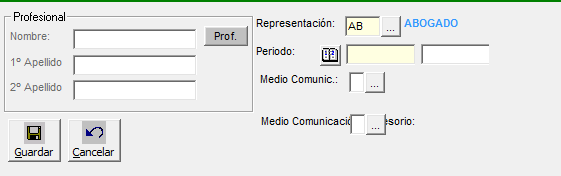 Profesional
Nombre:
Prof.
1º Apellido
2º Apellido
Representación: AB ... ABOGADO
Periodo:
Medio Comunic.: ...
Medio Comunicació ... esorio:
Guardar
Cancelar